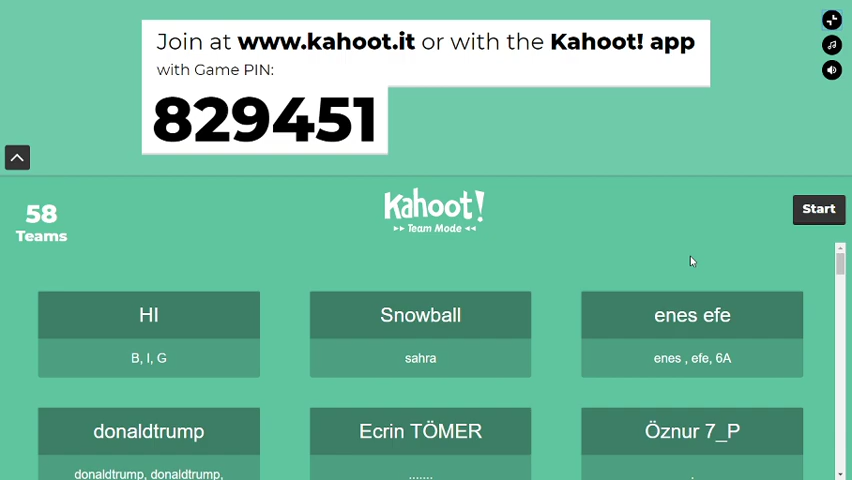 Join at www.kahoot.it or with the Kahoot! app
with Game PIN:
829451
58
Teams
Kahoot!
Team Mode
Start
HI
B, I, G
Snowball
sahra
enes efe
enes , efe, 6A
donaldtrump
donaldtrump, donaldtrump,
Ecrin TÖMER
.......
Öznur 7_P
.